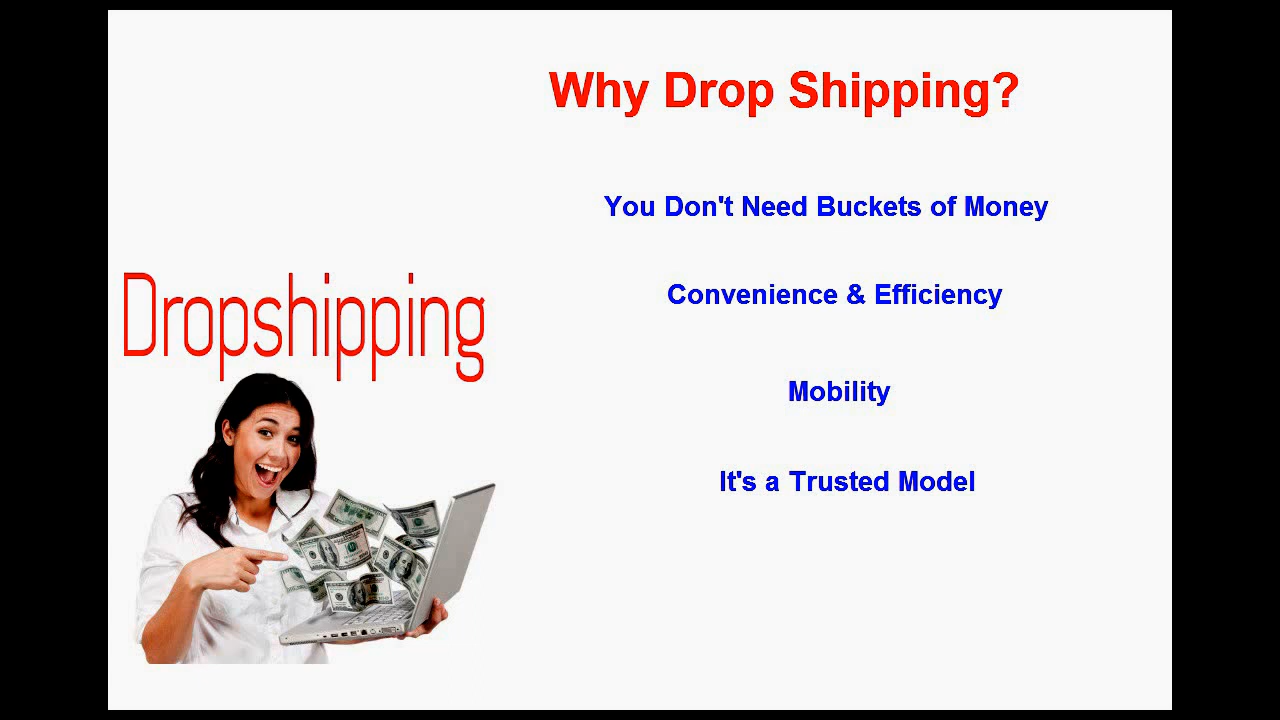 Why Drop Shipping?
You Don't Need Buckets of Money
Convenience & Efficiency
Dropshipping
Mobility
It's a Trusted Model